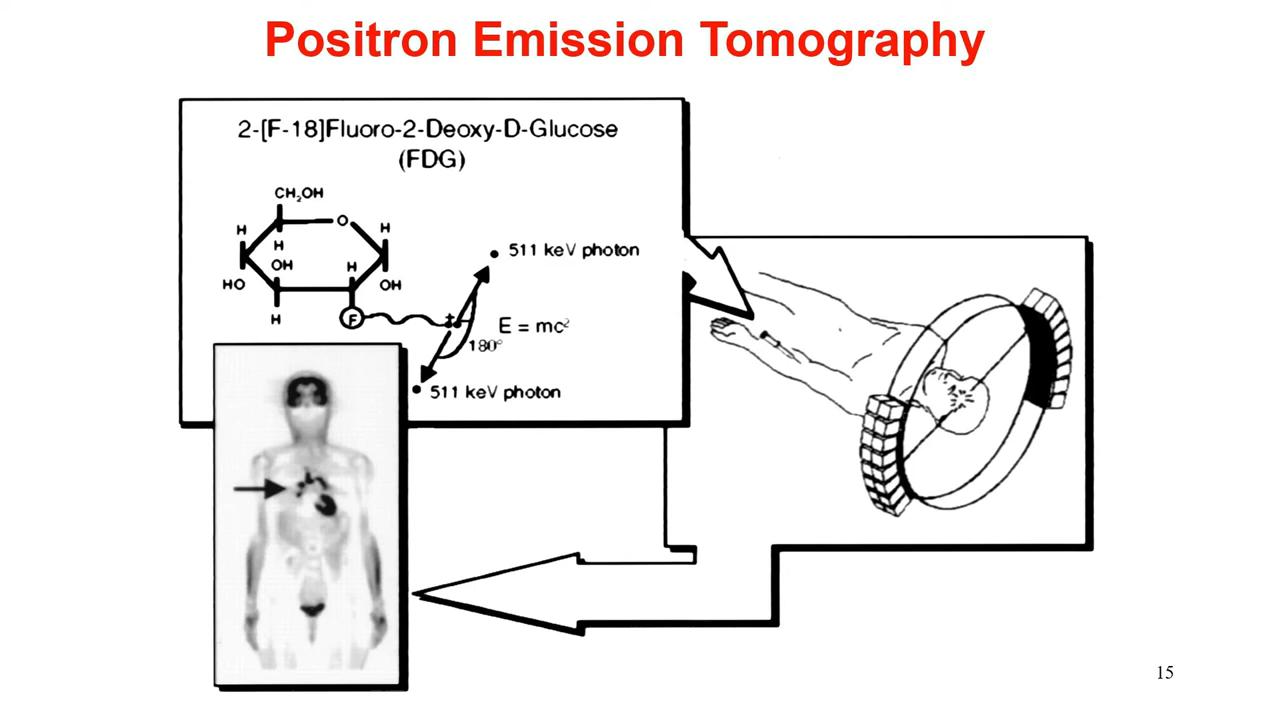 Positron Emission Tomography
2-[F-18]Fluoro-2-Deoxy-D-Glucose
(FDG)
CH₂OH
O
H
H
H
OH
H
HO
OH
H
F
511 keV photon
E = mc²
180°
511 keV photon
15